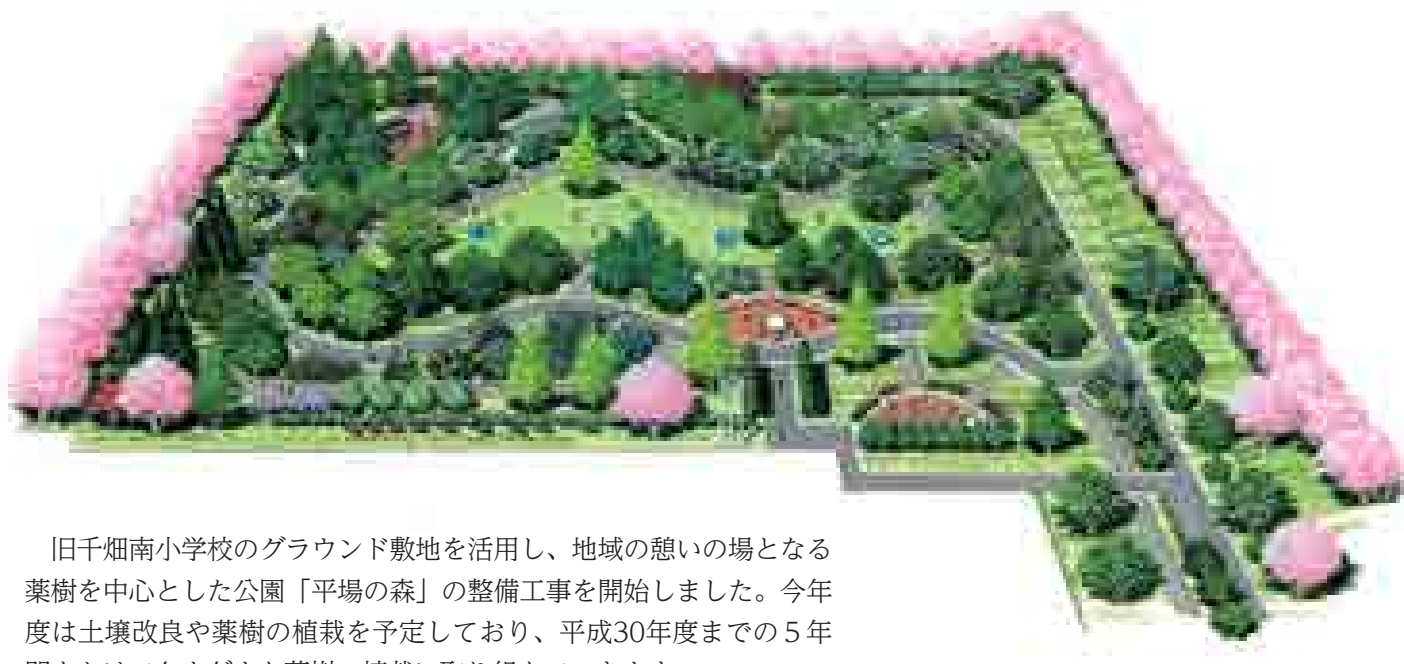 旧千畑南小学校のグラウンド敷地を活用し、地域の憩いの場となる
薬樹を中心とした公園「平場の森」の整備工事を開始しました。今年
度は土壌改良や薬樹の植栽を予定しており、平成30年度までの５年